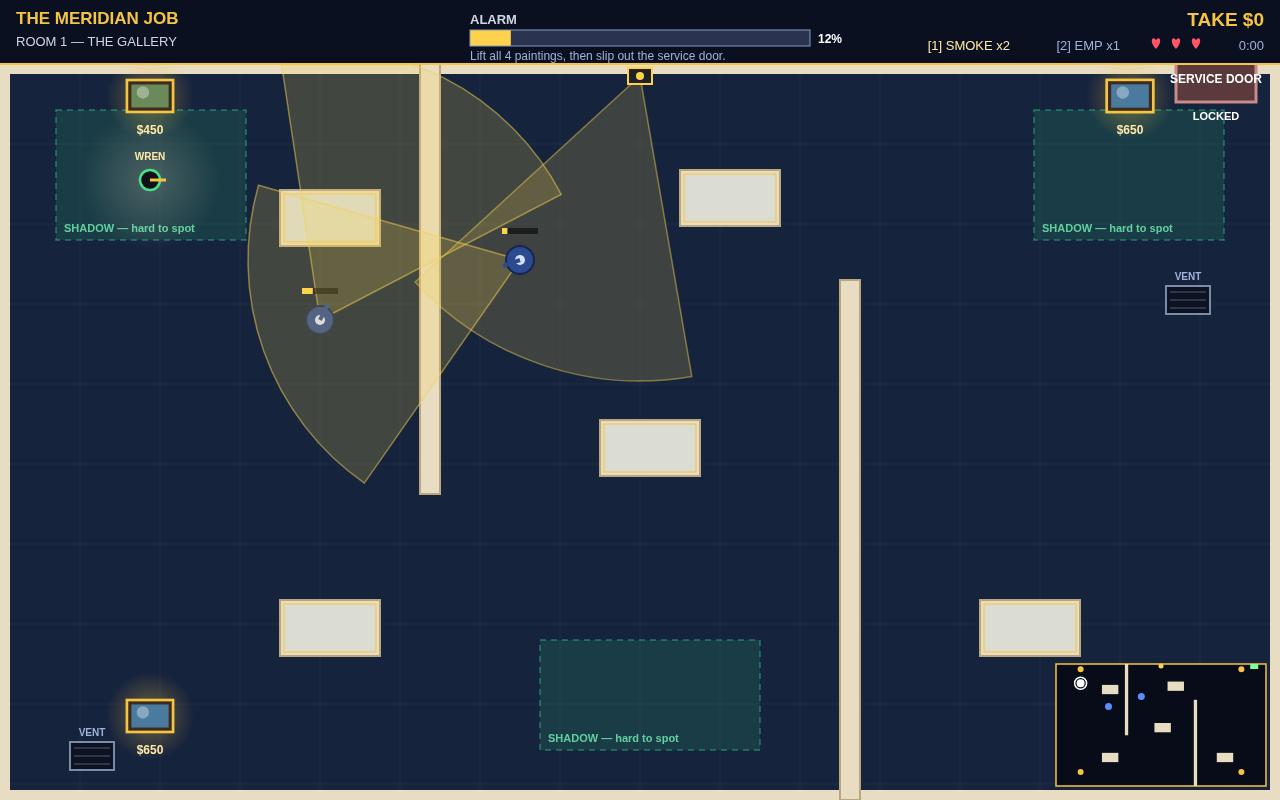 THE MERIDIAN JOB
ROOM 1 — THE GALLERY
ALARM
12%
Lift all 4 paintings, then slip out the service door.
[1] SMOKE x2
[2] EMP x1
TAKE $0
0:00
SERVICE DOOR
LOCKED
$450
WREN
SHADOW — hard to spot
$650
SHADOW — hard to spot
VENT
SHADOW — hard to spot
VENT
$650